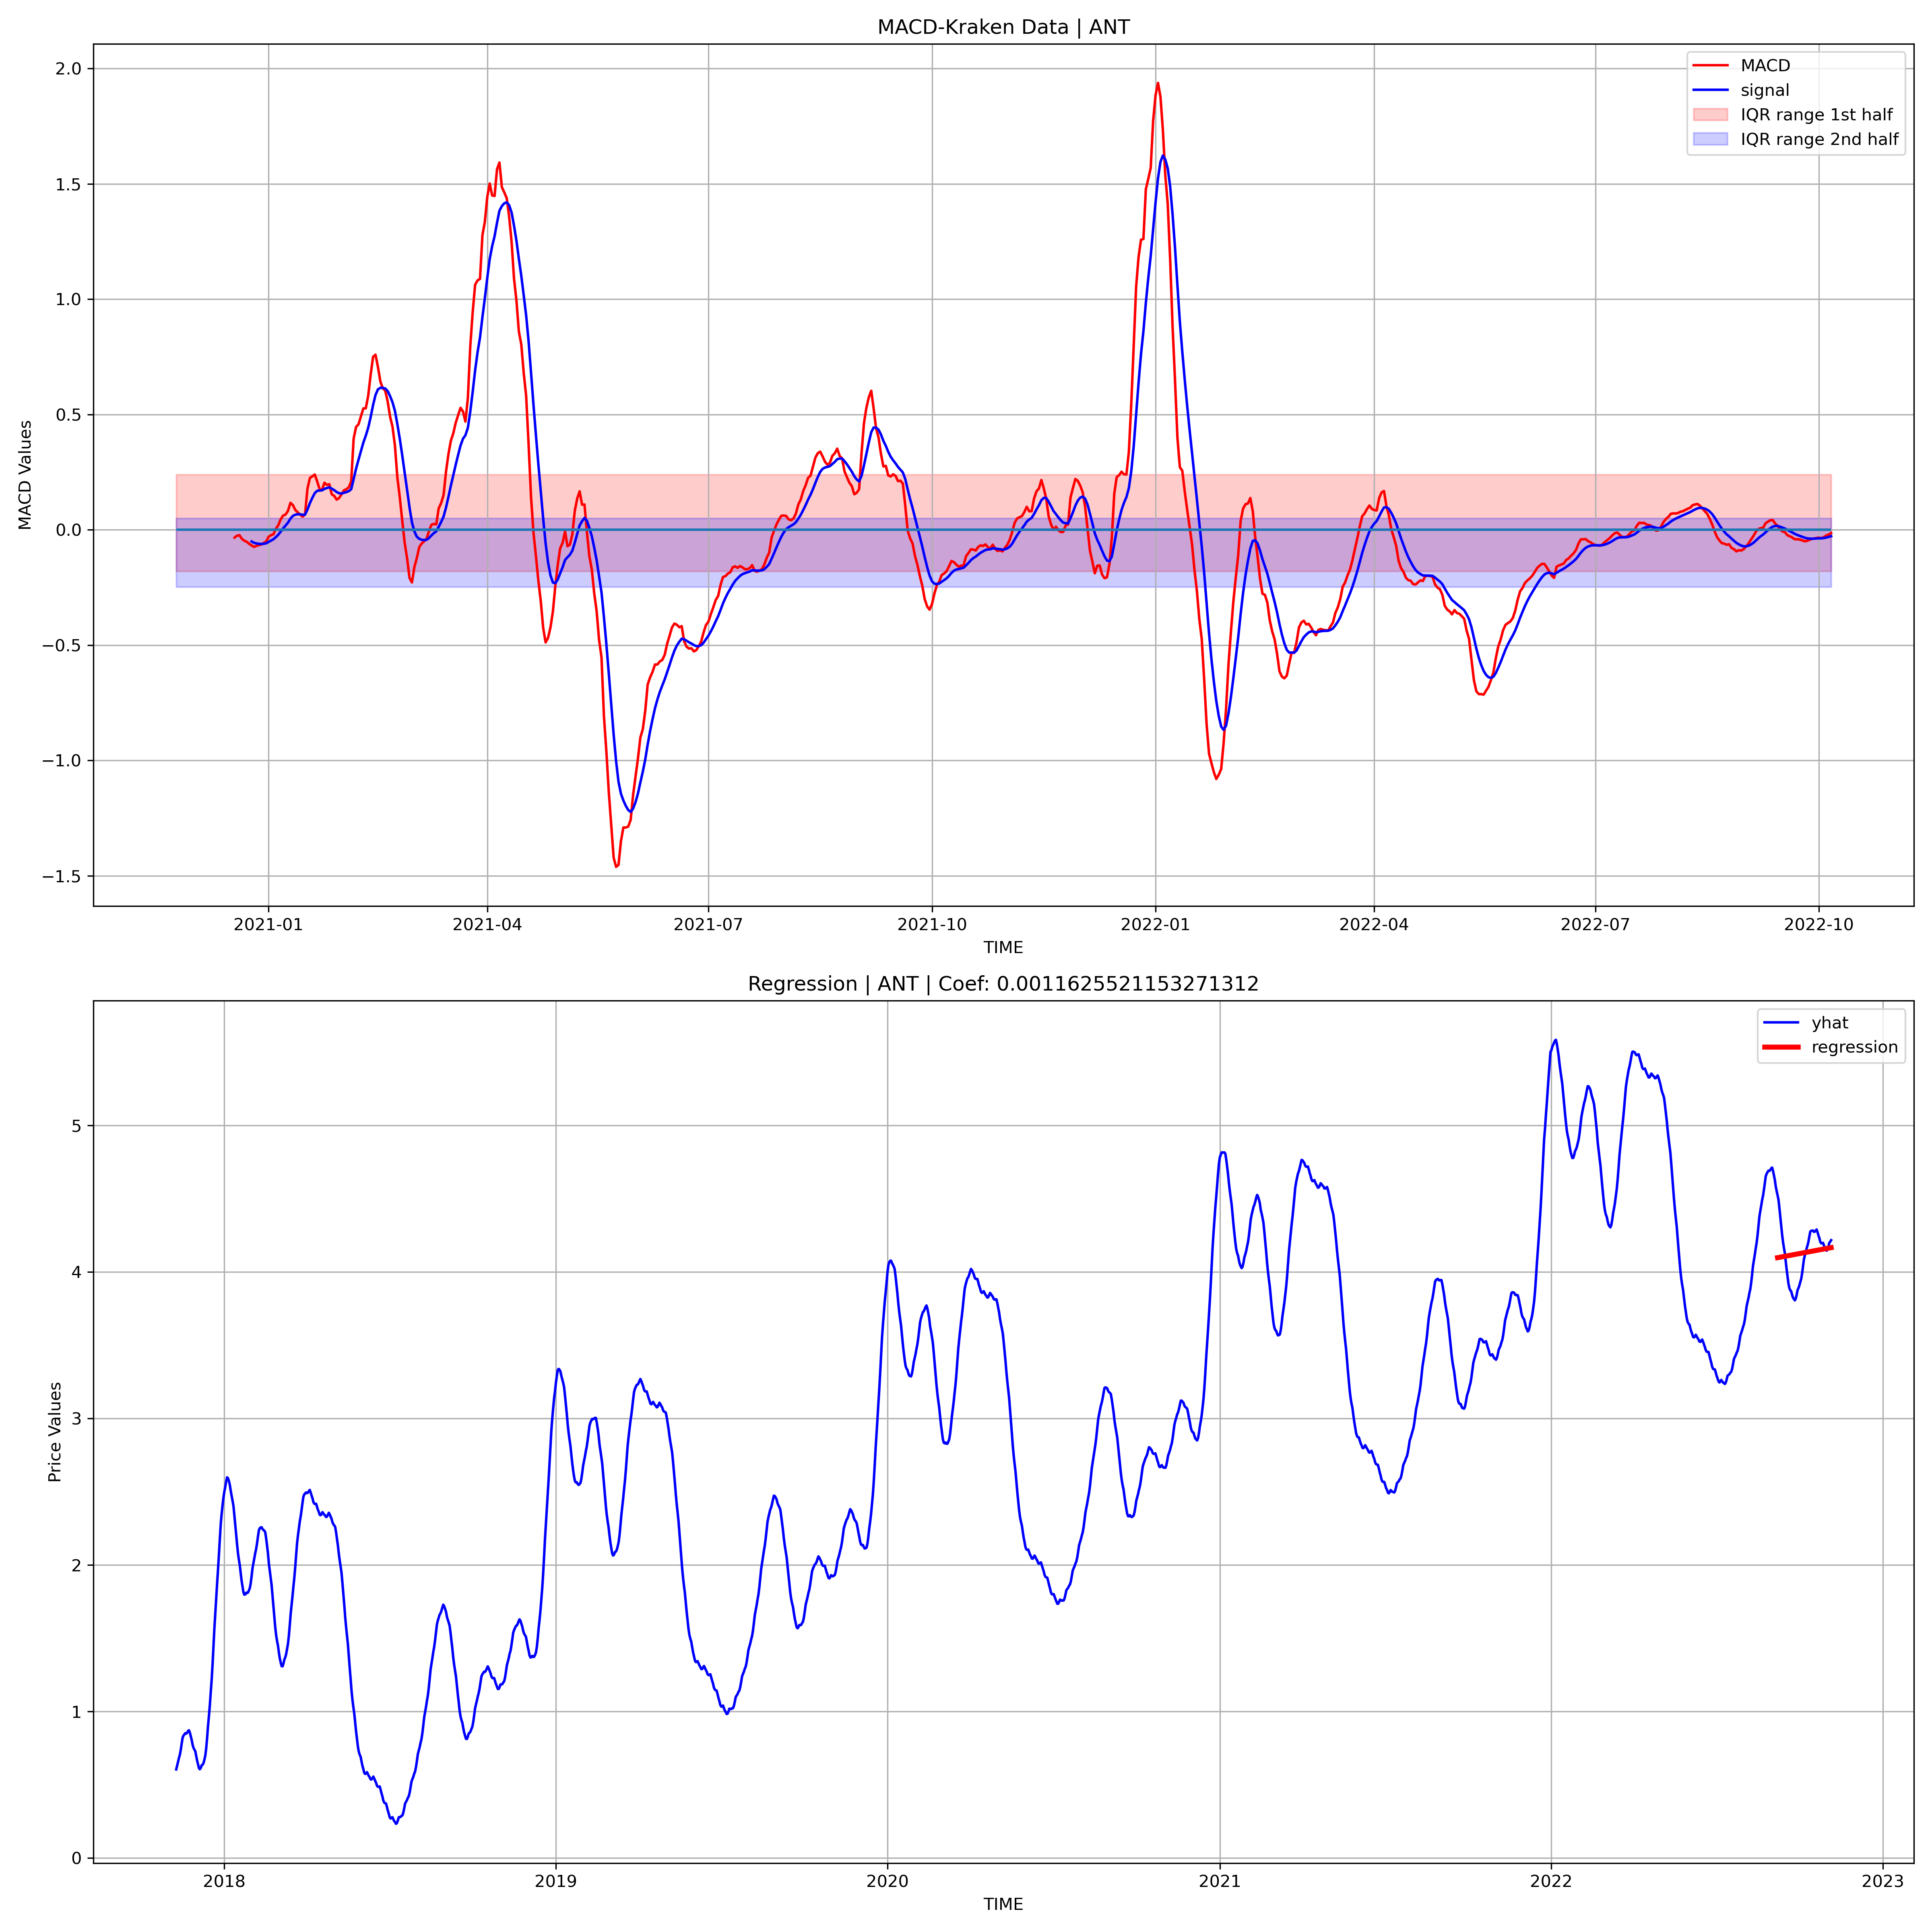 MACD-Kraken Data | ANT
MACD
signal
IQR range 1st half
IQR range 2nd half
MACD Values
2.0
1.5
1.0
0.5
0.0
−0.5
−1.0
−1.5
2021-01 2021-04 2021-07 2021-10 2022-01 2022-04 2022-07 2022-10
TIME
Regression | ANT | Coef: 0.0011625521153271312
yhat
regression
Price Values
5
4
3
2
1
0
2018 2019 2020 2021 2022 2023
TIME